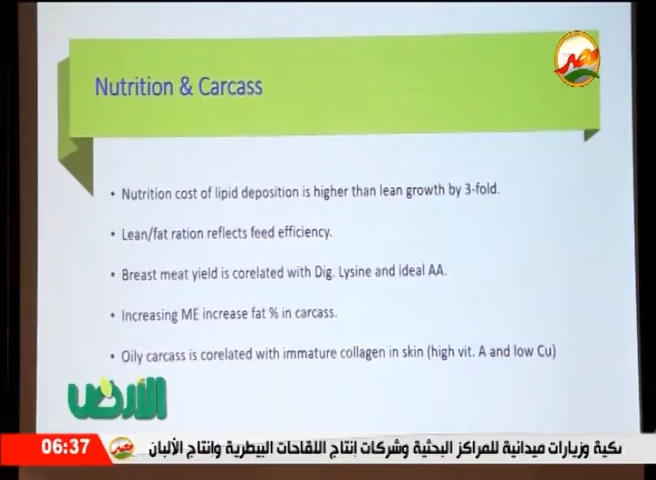 Nutrition & Carcass
• Nutrition cost of lipid deposition is higher than lean growth by 3-fold.
• Lean/fat ration reflects feed efficiency.
• Breast meat yield is corelated with Dig. Lysine and ideal AA.
• Increasing ME increase fat % in carcass.
• Oily carcass is corelated with immature collagen in skin (high vit. A and low Cu)
الأرض
06:37
وزيارات ميدانية للمراكز البحثية وشركات إنتاج اللقاحات البيطرية وإنتاج الألبان